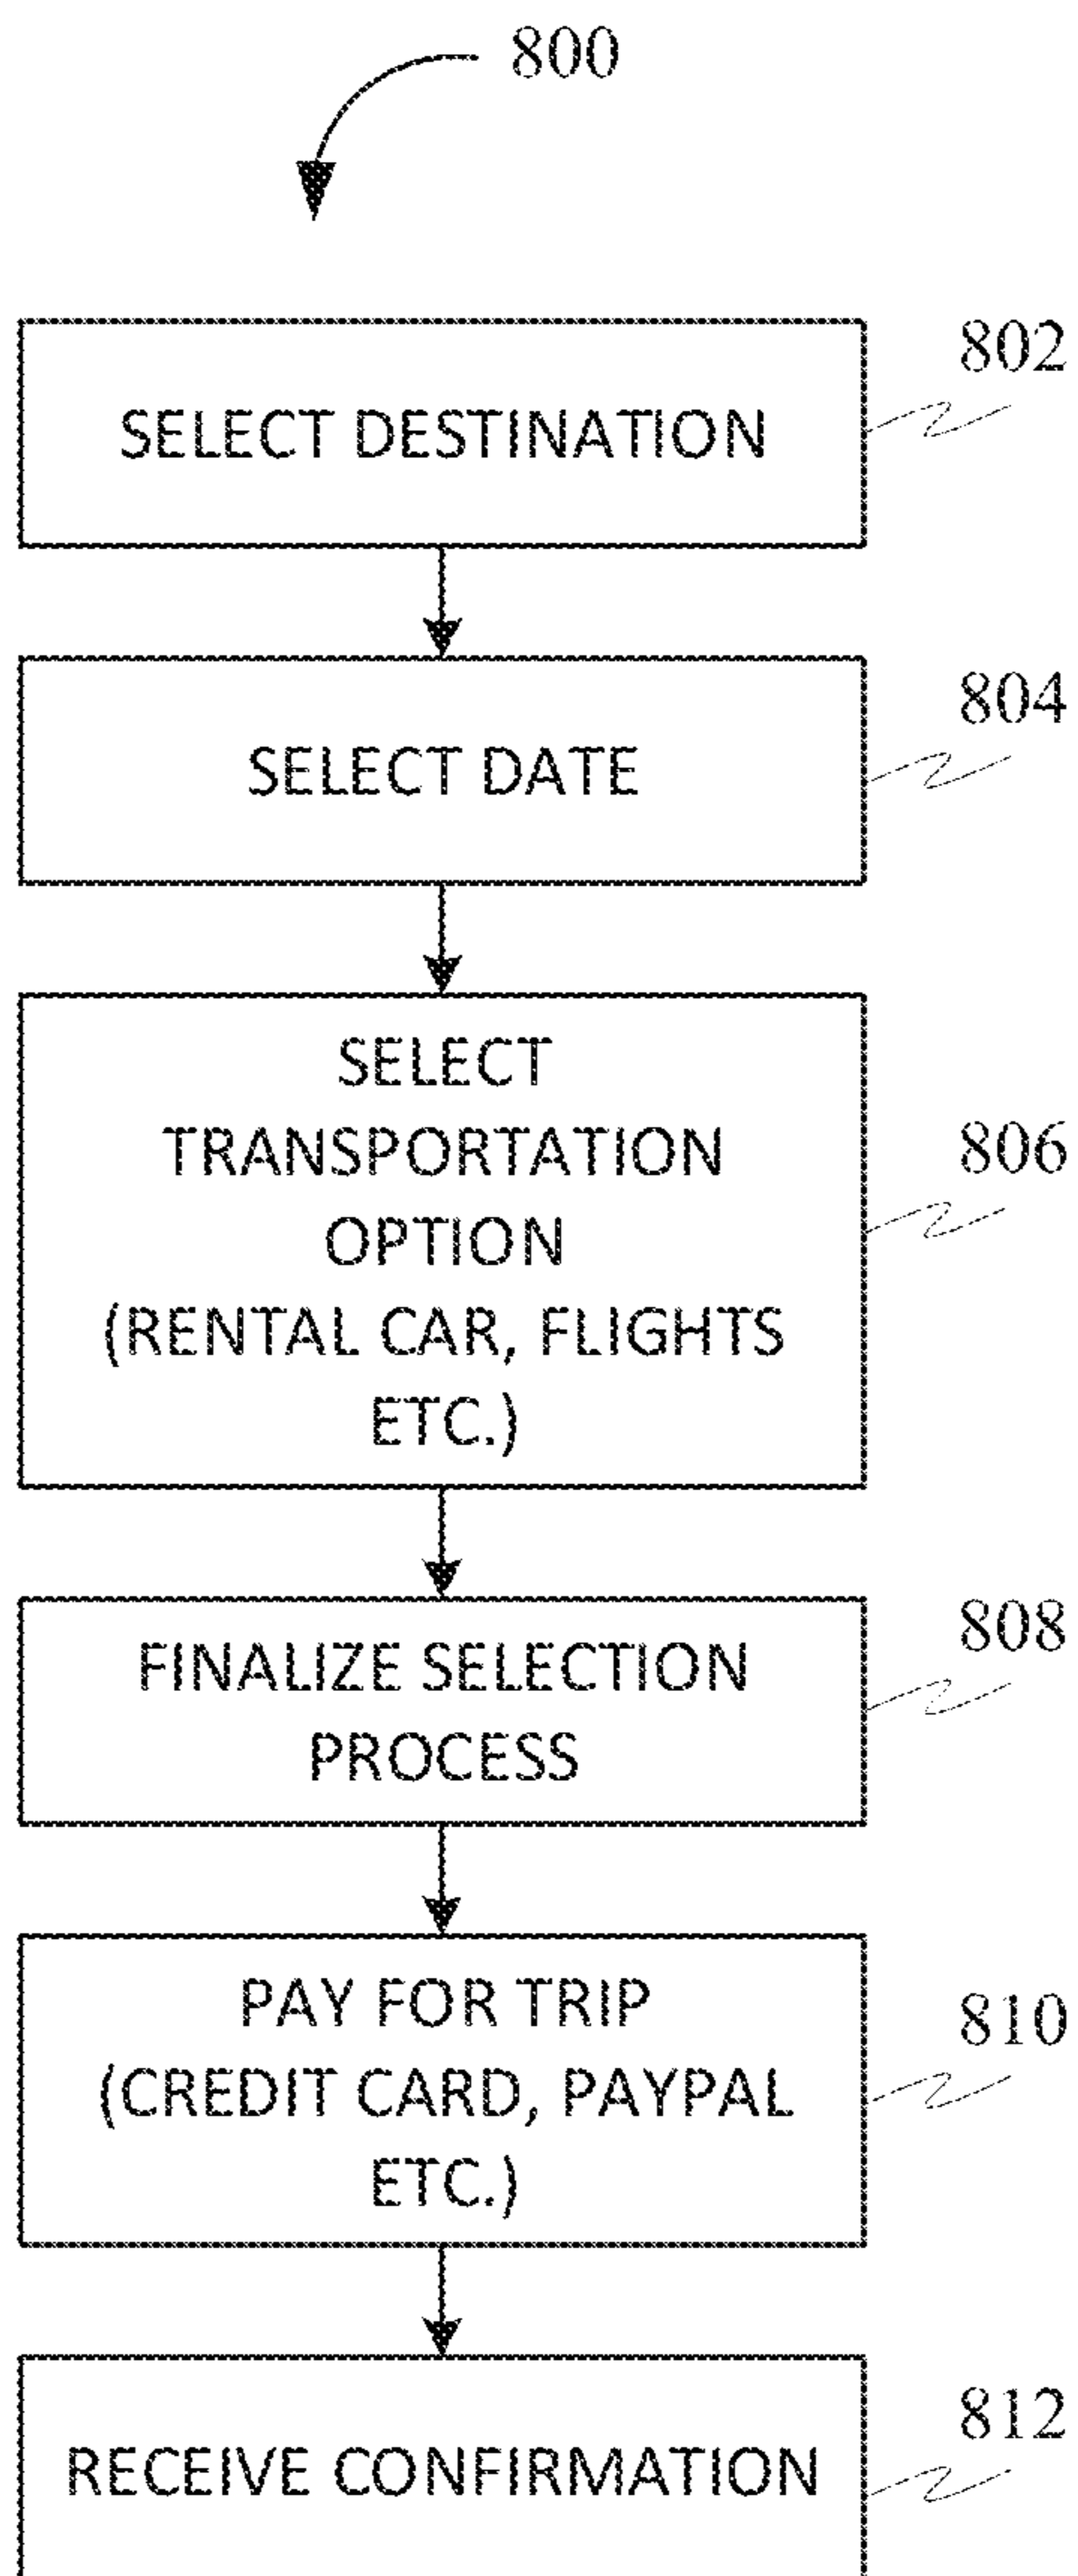 800
802
SELECT DESTINATION
804
SELECT DATE
SELECT
TRANSPORTATION
806
OPTION
(RENTAL CAR, FLIGHTS
ETC.)
808
FINALIZE SELECTION
PROCESS
PAY FOR TRIP
810
(CREDIT CARD, PAYPAL
ETC.)
812
RECEIVE CONFIRMATION